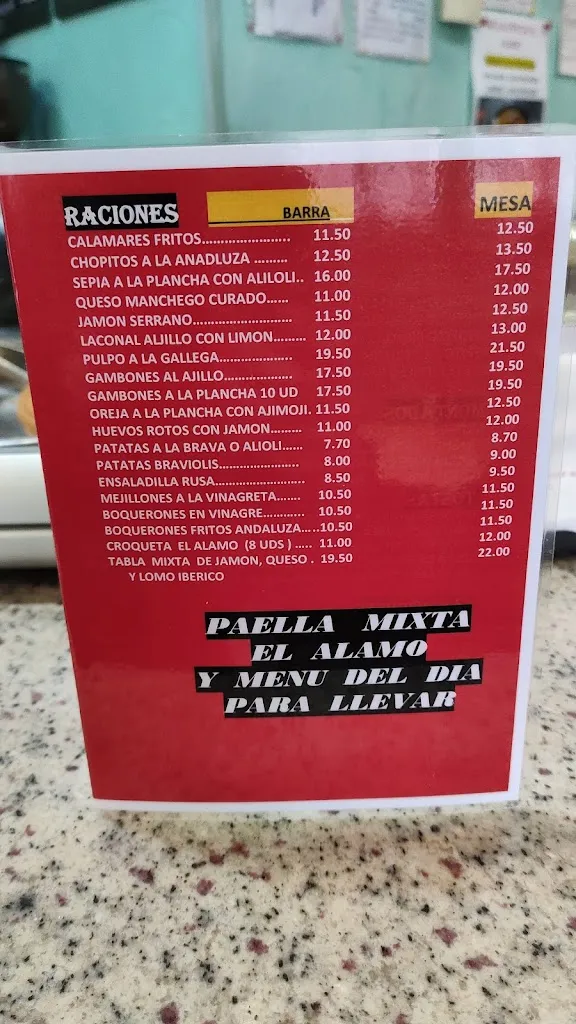 RACIONES BARRA MESA
CALAMARES FRITOS........................ 11.50 12.50
CHOPITOS A LA ANADLUZA ......... 12.50 13.50
SEPIA A LA PLANCHA CON ALILOLI.. 16.00 17.50
QUESO MANCHEGO CURADO...... 11.00 12.00
JAMON SERRANO........................... 11.50 12.50
LACONAL ALJILLO CON LIMON......... 12.00 13.00
PULPO A LA GALLEGA.................... 19.50 21.50
GAMBONES AL AJILLO................... 17.50 19.50
GAMBONES A LA PLANCHA 10 UD 17.50 19.50
OREJA A LA PLANCHA CON AJIMOJI. 11.50 12.50
HUEVOS ROTOS CON JAMON......... 11.00 12.00
PATATAS A LA BRAVA O ALIOLI...... 7.70 8.70
PATATAS BRAVIOLIS...................... 8.00 9.00
ENSADILLA RUSA......................... 8.50 9.50
MEJILLONES A LA VINAGRETA....... 10.50 11.50
BOQUERONES EN VINAGRE........... 10.50 11.50
BOQUERONES FRITOS ANDALUZA..... 10.50 11.50
CROQUETA EL ALAMO (8 UDS ) ..... 11.00 12.00
TABLA MIXTA DE JAMON, QUESO . 19.50 22.00
Y LOMO IBERICO
PAELLA MIXTA
EL ALAMO
Y MENU DEL DIA
PARA LLEVAR